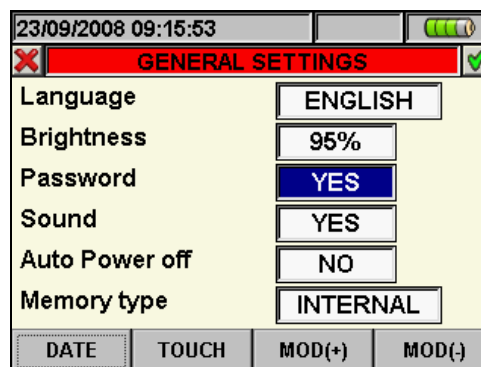 23/09/2008 09:15:53
GENERAL SETTINGS
Language ENGLISH
Brightness 95%
Password YES
Sound YES
Auto Power off NO
Memory type INTERNAL
DATE TOUCH MOD(+) MOD(-)